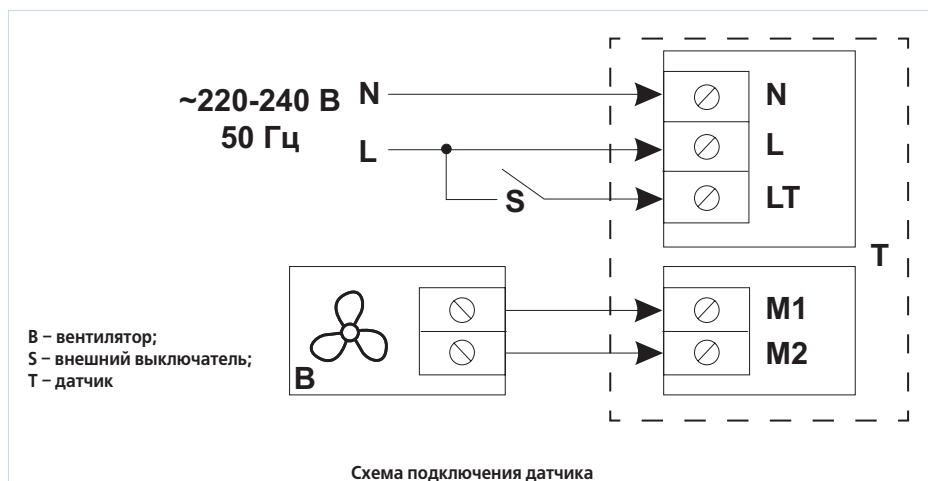 ~220-240 В
50 Гц
N
L
S
N
L
LT
T
M1
M2
B
В – вентилятор;
S – внешний выключатель;
Т – датчик
Схема подключения датчика